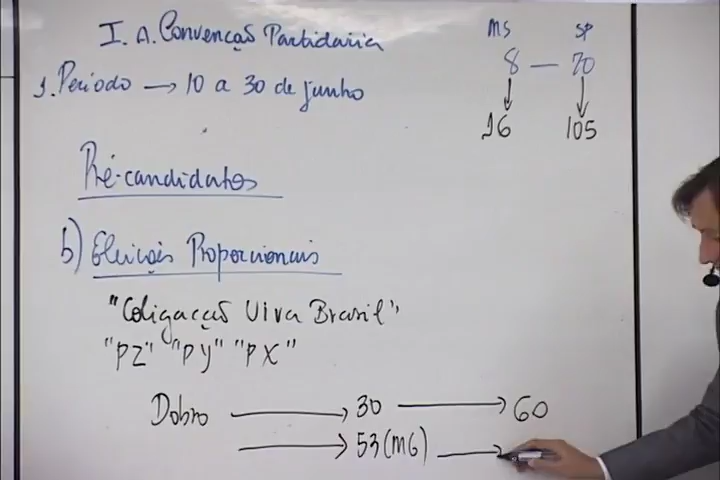 I. A. Convenção Partidaria
1. Período → 10 a 30 de junho
MS SP
8 — 70
16 105
Pré-candidatos
b) Eleições Proporcionais
"Coligação Viva Brasil"
"PZ" "PY" "PX"
Dobro → 30 → 60
→ 53 (MG) →